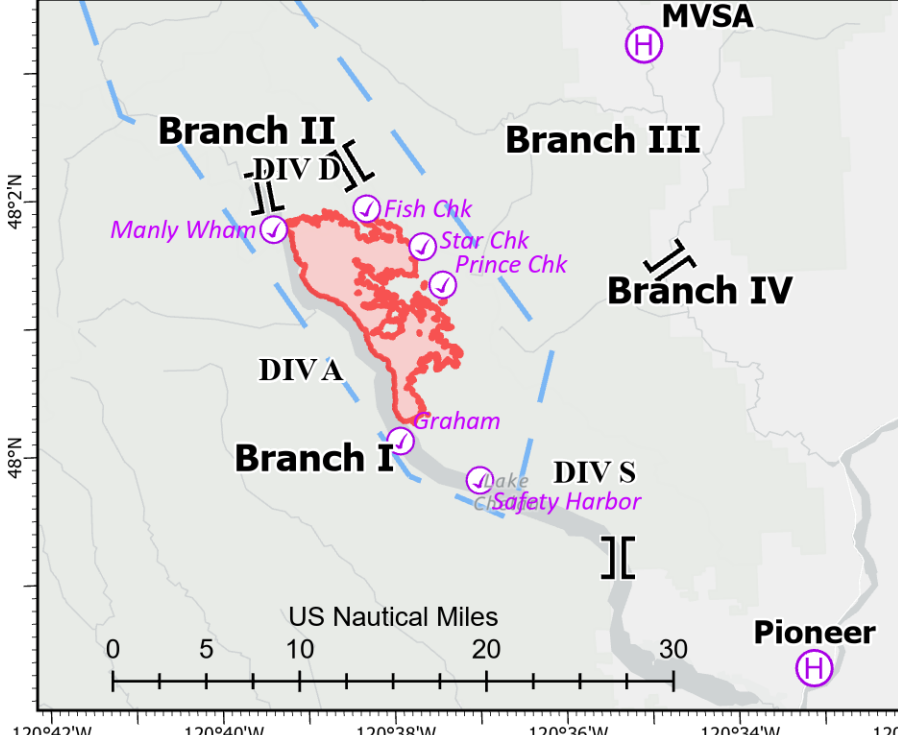 MVSA
H
Branch II
Branch III
DIV D
48°2'N
Fish Chk
Manly Wham
Star Chk
Prince Chk
Branch IV
DIV A
Graham
48°N
Branch I
DIV S
Lake
Safety Harbor
US Nautical Miles
Pioneer
0 5 10 20 30
H
120°42'W 120°40'W 120°38'W 120°36'W 120°34'W